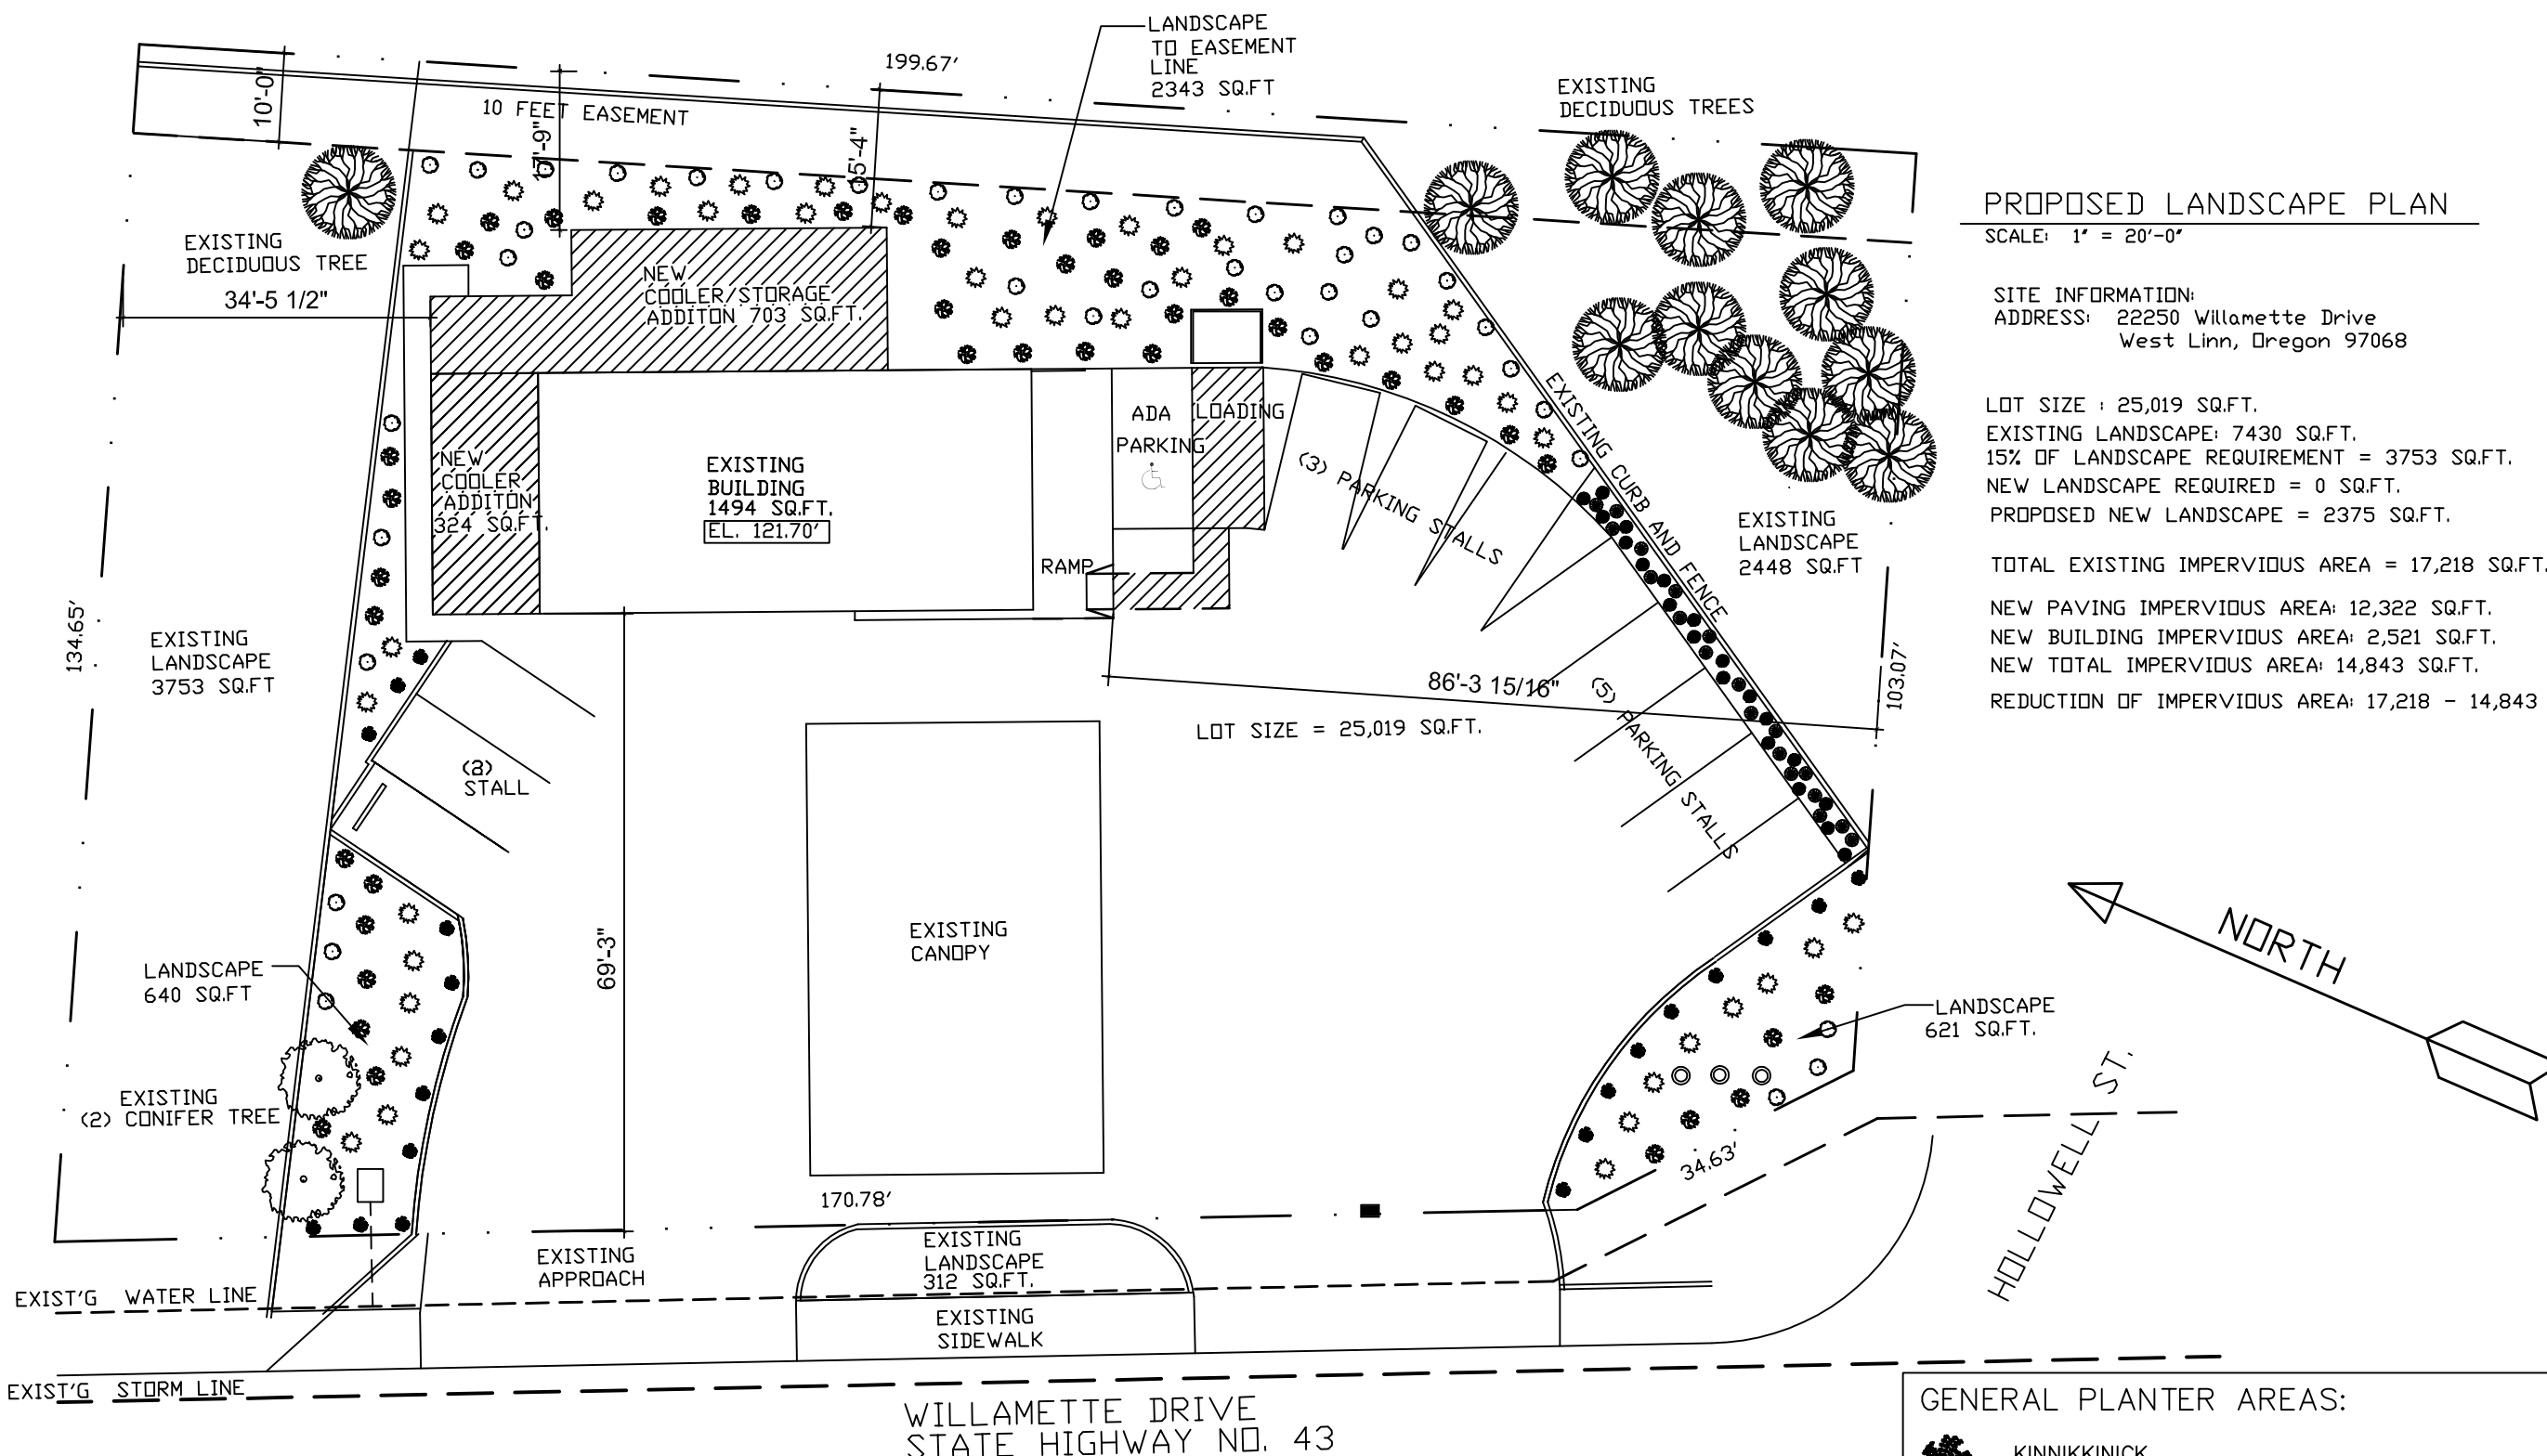 LANDSCAPE
TO EASEMENT
LINE
2343 SQ.FT
199.67'
10'-0"
10 FEET EASEMENT
EXISTING
DECIDUOUS TREES
EXISTING
DECIDUOUS TREE
34'-5 1/2"
NEW
COOLER/STORAGE
ADDITON 703 SQ.FT.
NEW
COOLER
ADDITON
324 SQ.FT.
EXISTING
BUILDING
1494 SQ.FT.
EL. 121.70'
ADA
PARKING
LOADING
RAMP
(3) PARKING STALLS
EXISTING CURB AND FENCE
EXISTING
LANDSCAPE
2448 SQ.FT
134.65'
EXISTING
LANDSCAPE
3753 SQ.FT
86'-3 15/16"
103.07'
LOT SIZE = 25,019 SQ.FT.
(5) PARKING STALLS
STALL
69'-3"
EXISTING
CANOPY
LANDSCAPE
640 SQ.FT
EXISTING
(2) CONIFER TREE
LANDSCAPE
621 SQ.FT.
34.63'
170.78'
EXISTING
APPROACH
EXISTING
LANDSCAPE
312 SQ.FT.
EXISTING
SIDEWALK
EXIST'G WATER LINE
EXIST'G STORM LINE
WILLAMETTE DRIVE
STATE HIGHWAY NO. 43
HOLLOWELL ST.
NORTH
PROPOSED LANDSCAPE PLAN
SCALE: 1" = 20'-0"
SITE INFORMATION:
ADDRESS: 22250 Willamette Drive
West Linn, Oregon 97068
LOT SIZE : 25,019 SQ.FT.
EXISTING LANDSCAPE: 7430 SQ.FT.
15% OF LANDSCAPE REQUIREMENT = 3753 SQ.FT.
NEW LANDSCAPE REQUIRED = 0 SQ.FT.
PROPOSED NEW LANDSCAPE = 2375 SQ.FT.
TOTAL EXISTING IMPERVIOUS AREA = 17,218 SQ.FT.
NEW PAVING IMPERVIOUS AREA: 12,322 SQ.FT.
NEW BUILDING IMPERVIOUS AREA: 2,521 SQ.FT.
NEW TOTAL IMPERVIOUS AREA: 14,843 SQ.FT.
REDUCTION OF IMPERVIOUS AREA: 17,218 - 14,843
GENERAL PLANTER AREAS:
KINNIKKINICK